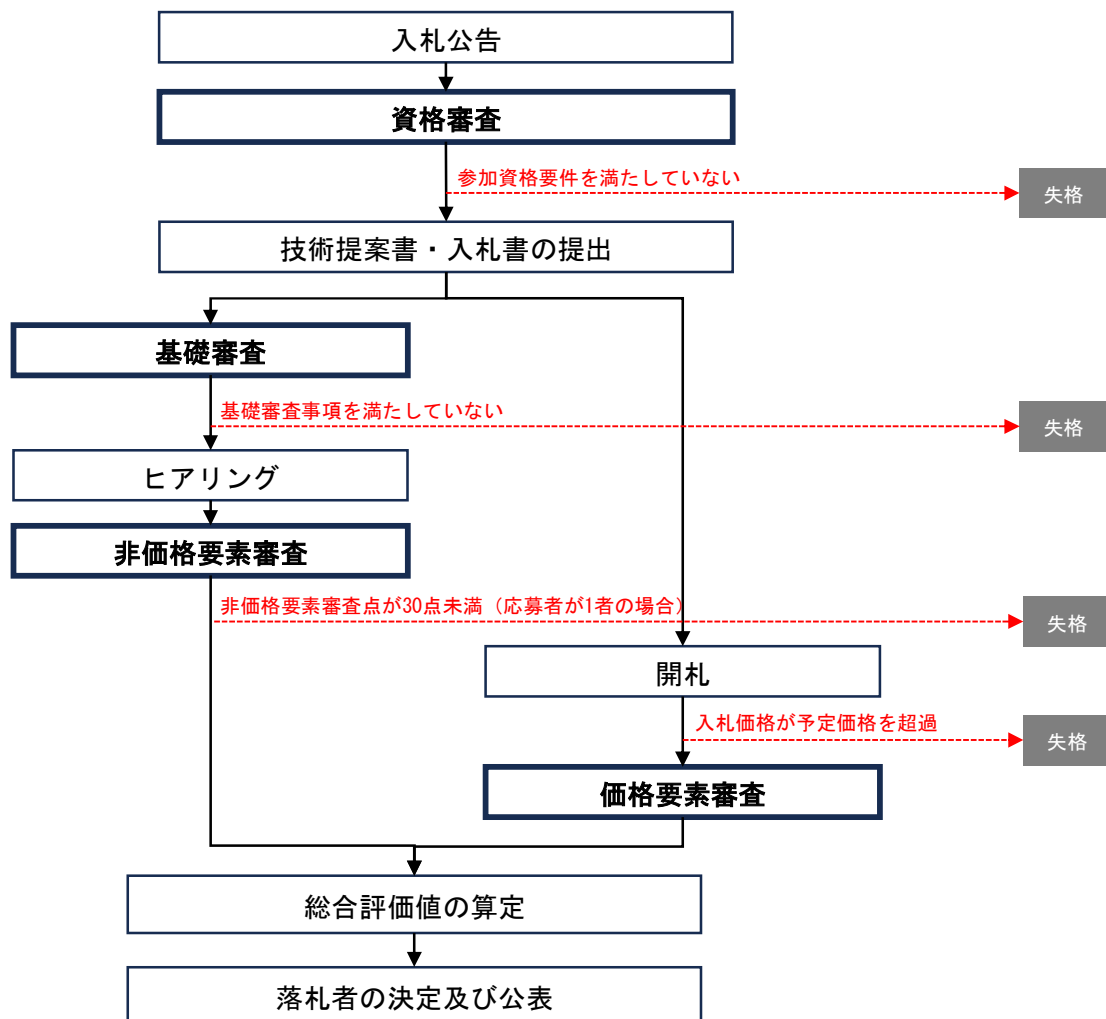 入札公告
資格審査
参加資格要件を満たしていない
失格
技術提案書・入札書の提出
基礎審査
基礎審査事項を満たしていない
失格
ヒアリング
非価格要素審査
非価格要素審査点が30点未満（応募者が1者の場合）
失格
開札
入札価格が予定価格を超過
失格
価格要素審査
総合評価値の算定
落札者の決定及び公表